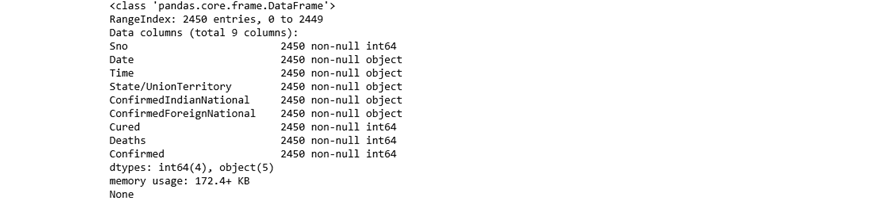 <class 'pandas.core.frame.DataFrame'>
RangeIndex: 2450 entries, 0 to 2449
Data columns (total 9 columns):
Sno                         2450 non-null int64
Date                        2450 non-null object
Time                        2450 non-null object
State/UnionTerritory        2450 non-null object
ConfirmedIndianNational     2450 non-null object
ConfirmedForeignNational    2450 non-null object
Cured                       2450 non-null int64
Deaths                      2450 non-null int64
Confirmed                   2450 non-null int64
dtypes: int64(4), object(5)
memory usage: 172.4+ KB
None